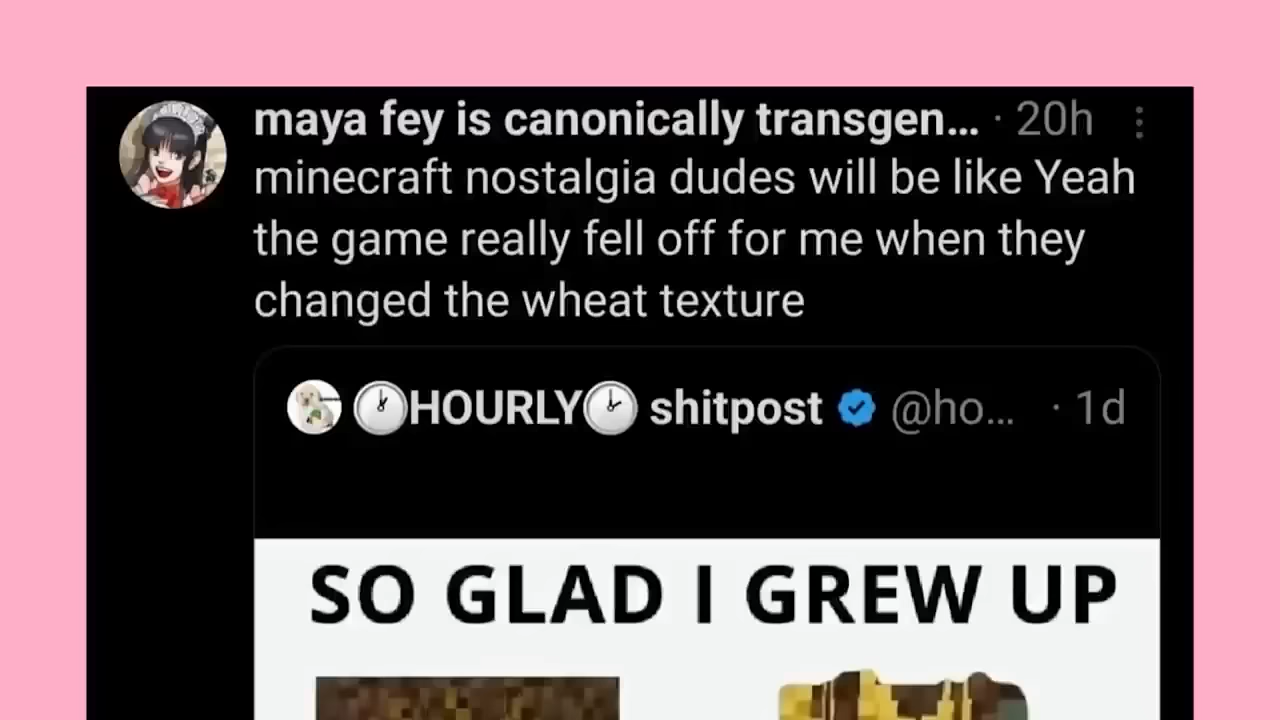 maya fey is canonically transgen... · 20h
minecraft nostalgia dudes will be like Yeah
the game really fell off for me when they
changed the wheat texture
🕐HOURLY🕑 shitpost @ho... · 1d
SO GLAD I GREW UP